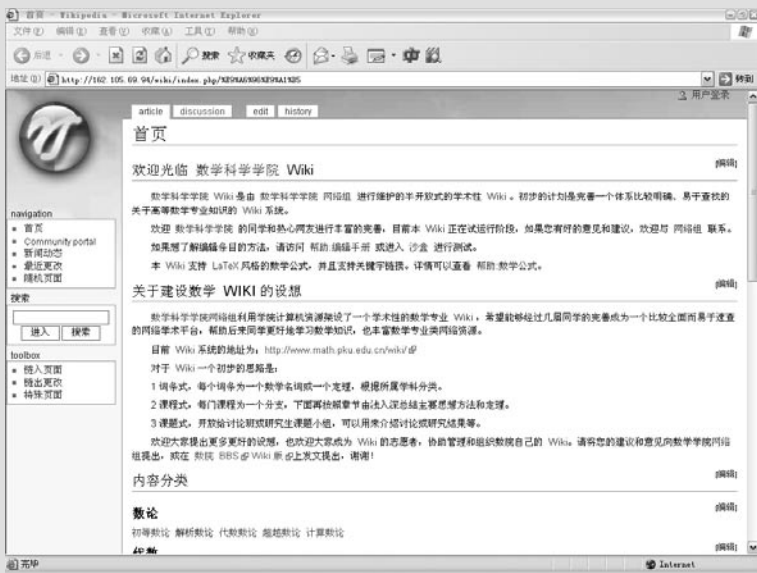 首页 - Wikipedia - Microsoft Internet Explorer
文件(F) 编辑(E) 查看(V) 收藏(A) 工具(T) 帮助(H)
后退 搜索 收藏夹
地址(D) http://162.105.69.94/wiki/index.php/%E9%A6%96%E9%A1%B5 转到
用户登录
article discussion edit history
首页
欢迎光临 数学科学学院 Wiki [编辑]
数学科学学院 Wiki 是由 数学科学学院 网络组 进行维护的半开放式的学术性 Wiki 。初步的计划是完善一个体系比较明确、易于查找的
关于高等数学专业知识的 Wiki 系统。
欢迎 数学科学学院 的同学和热心网友进行丰富的完善,目前本 Wiki 正在试运行阶段,如果您有好的意见和建议,欢迎与 网络组 联系。
如果想了解编辑条目的方法,请访问 帮助:编辑手册 或进入 沙盒 进行测试。
本 Wiki 支持 LaTeX 风格的数学公式,并且支持关键字链接。详情可以查看 帮助:数学公式。
关于建设数学 WIKI 的设想 [编辑]
数学科学学院网络组利用学院计算机资源架设了一个学术性的数学专业 Wiki ,希望能够经过几届同学的完善成为一个比较全面而易于速查
的网络学术平台,帮助后来同学更好地学习数学知识,也丰富数学专业类网络资源。
目前 Wiki 系统的地址为:http://www.math.pku.edu.cn/wiki/
对于 Wiki 一个初步的思路是:
1 词条式,每个词条为一个数学名词或一个定理,根据所属学科分类。
2 课程式,每门课程为一个分支,下面再按照章节由浅入深总结主要思想方法和定理。
3 课题式,开放给讨论班或研究生课题小组,可以用来介绍讨论或研究结果等。
欢迎大家提出更多更好的设想,也欢迎大家成为 Wiki 的志愿者,协助管理和组织数院自己的 Wiki。请将您的建议和意见向数学学院网络
组提出,或在 数院 BBS Wiki 版 上发文提出,谢谢!
内容分类 [编辑]
数论 [编辑]
初等数论 解析数论 代数数论 超越数论 计算数论
代数 [编辑]
navigation
首页
Community portal
新闻动态
最近更改
随机页面
搜索
进入 搜索
toolbox
链入页面
链出更改
特殊页面
完毕 Internet